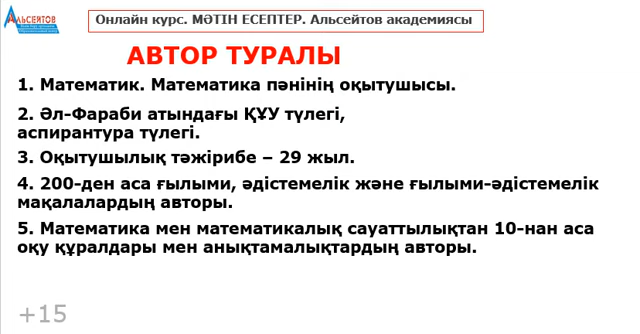 АЛЬСЕЙТОВ
Онлайн курс. МӘТІН ЕСЕПТЕР. Альсейтов академиясы
АВТОР ТУРАЛЫ
1. Математик. Математика пәнінің оқытушысы.
2. Әл-Фараби атындағы ҚҰУ түлегі,
аспирантура түлегі.
3. Оқытушылық тәжірибе – 29 жыл.
4. 200-ден аса ғылыми, әдістемелік және ғылыми-әдістемелік
мақалалардың авторы.
5. Математика мен математикалық сауаттылықтан 10-нан аса
оқу құралдары мен анықтамалықтардың авторы.
+15